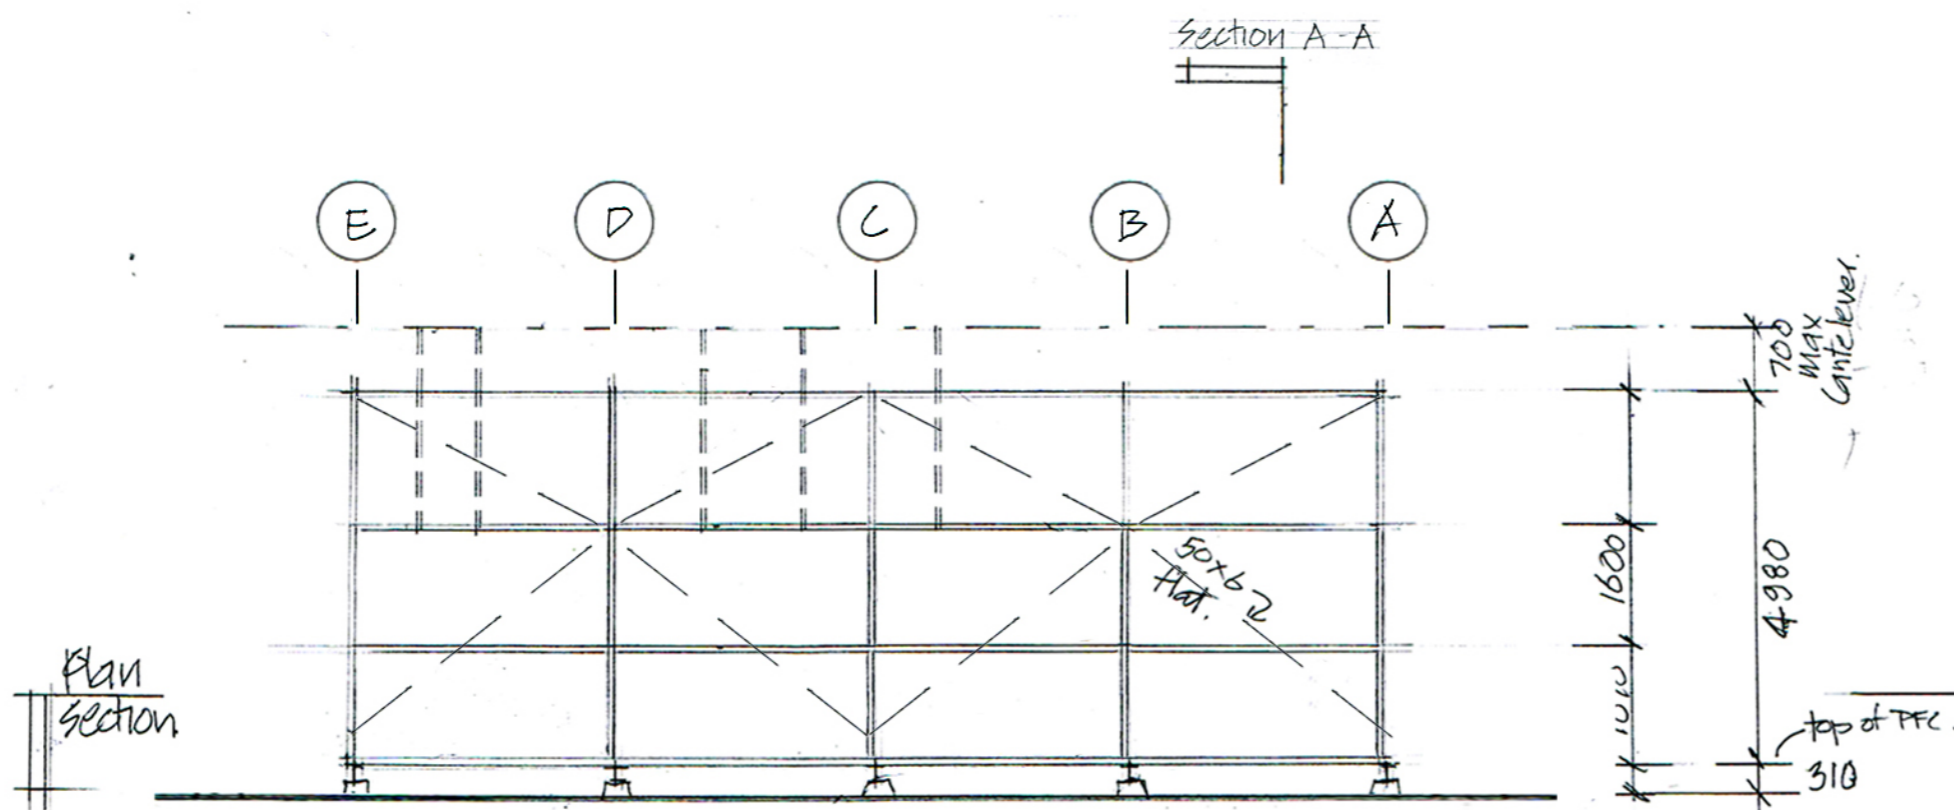 Section A-A
E D C B A
700
Max
Cantelever.
50x6
flat.
1600
4980
Plan
Section
top of PFC.
310